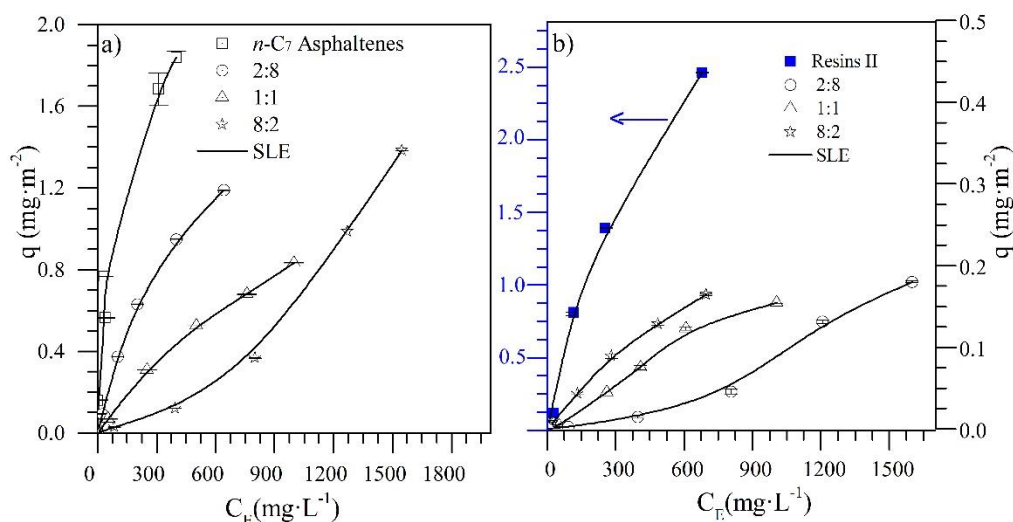 a)
n-C7 Asphaltenes
2:8
1:1
8:2
SLE
2.0
1.6
1.2
0.8
0.4
0.0
q (mg·m-2)
0 300 600 900 1200 1500 1800
CE(mg·L-1)
b)
Resins II
2:8
1:1
8:2
SLE
2.5
2.0
1.5
1.0
0.5
0.5
0.4
0.3
0.2
0.1
0.0
q (mg·m-2)
0 300 600 900 1200 1500
CE(mg·L-1)